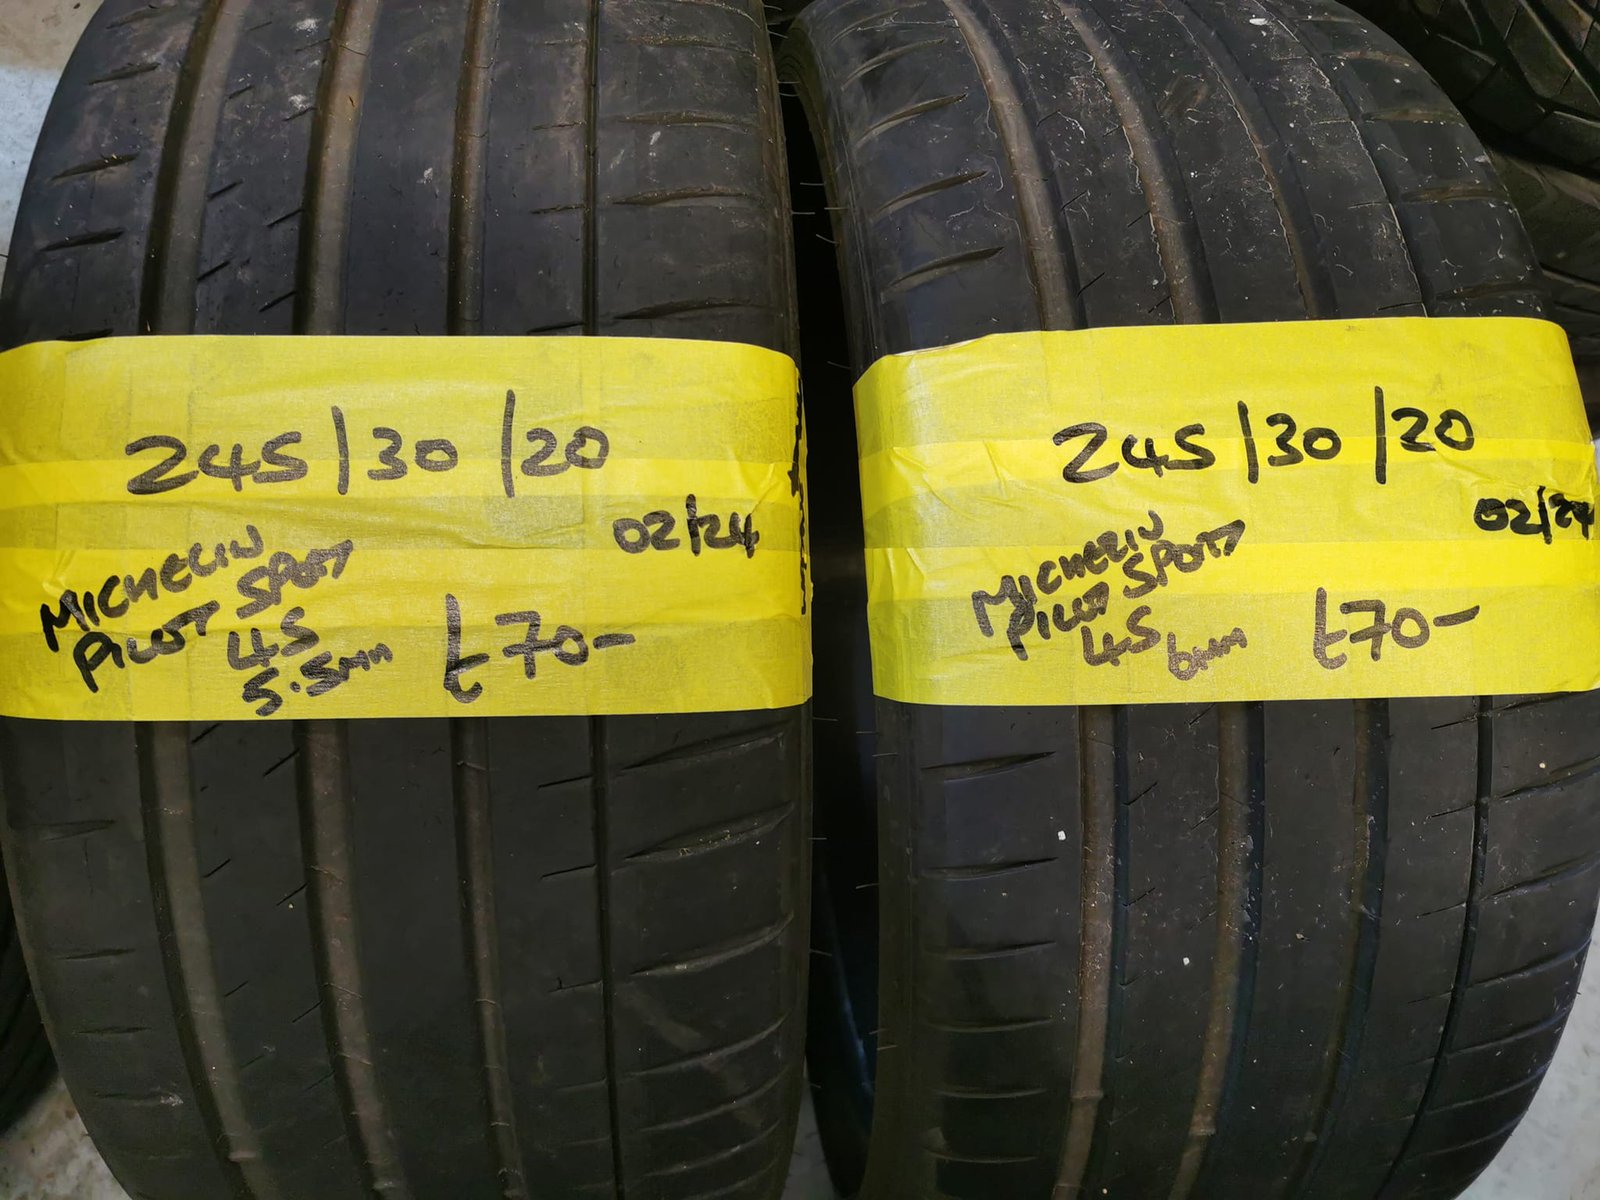 245/30/20
02/24
MICHELIN
PILOT SPORT
4S
5.5mm
£70-
245/30/20
02/24
MICHELIN
PILOT SPORT
4S
6mm
£70-